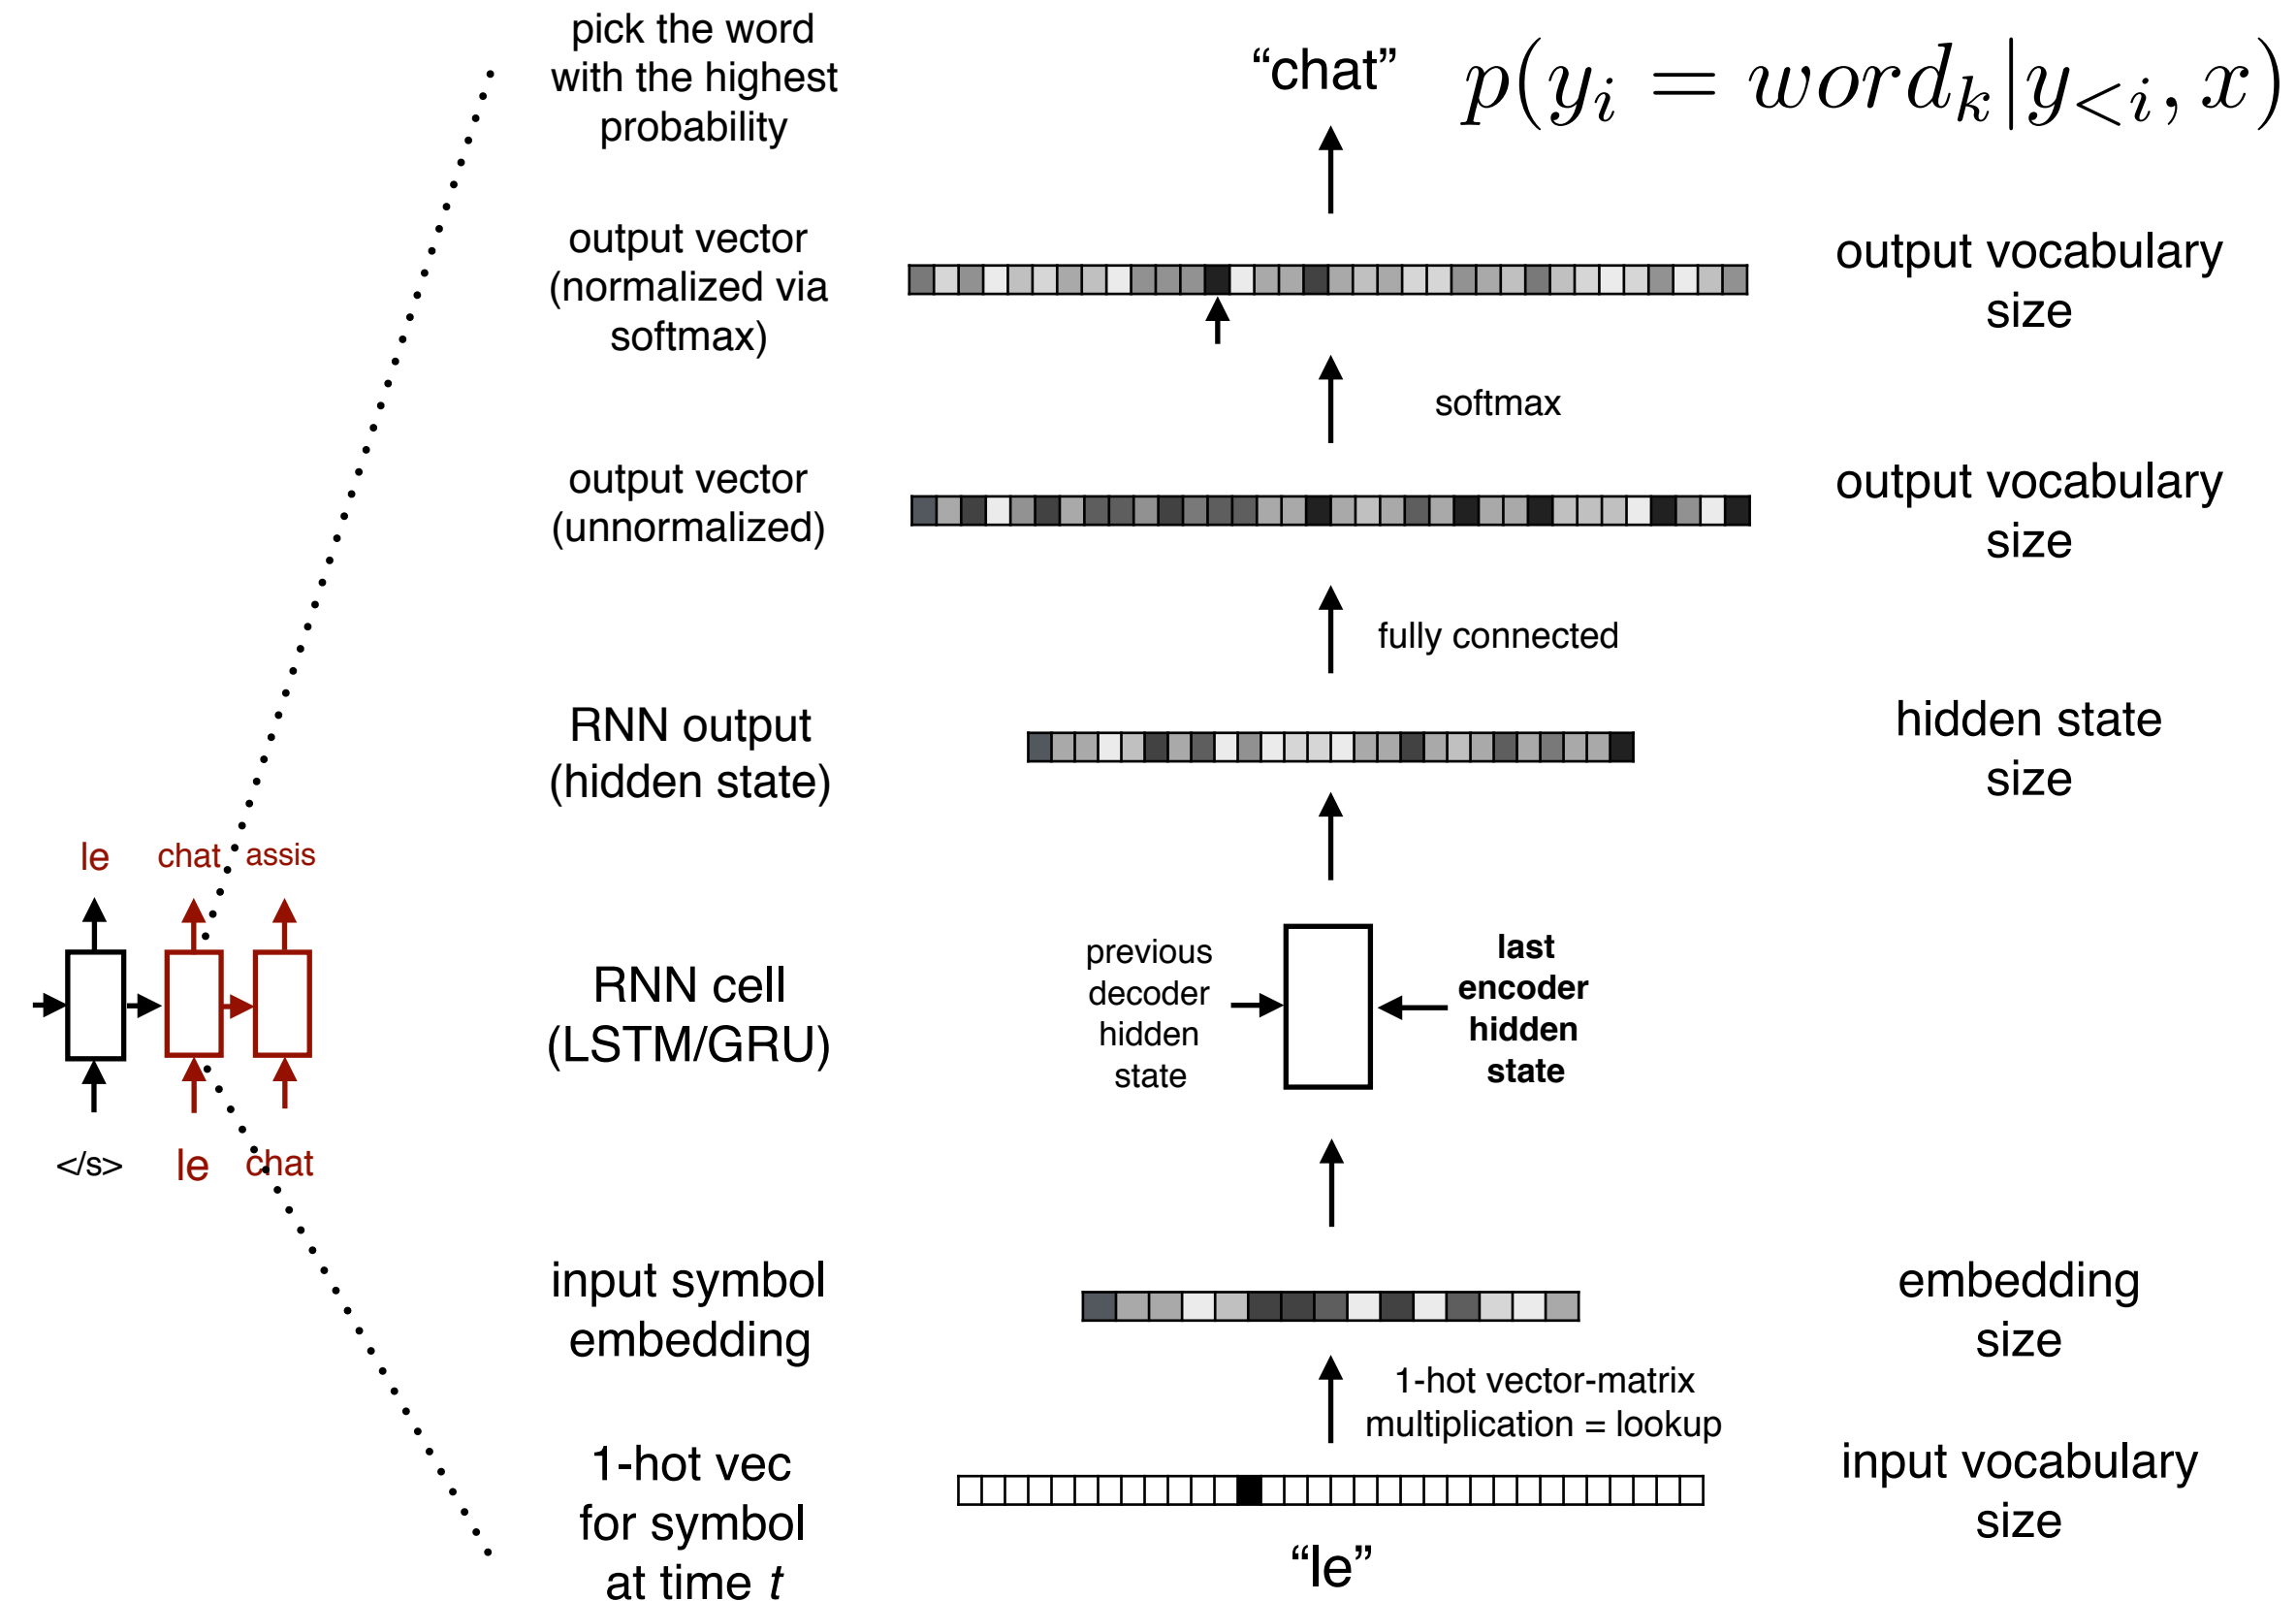 pick the word
with the highest
probability
“chat”
p(y_i = word_k|y_{<i}, x)
output vector
(normalized via
softmax)
output vocabulary
size
softmax
output vector
(unnormalized)
output vocabulary
size
fully connected
RNN output
(hidden state)
hidden state
size
le
chat
assis
</s>
le
chat
RNN cell
(LSTM/GRU)
previous
decoder
hidden
state
last
encoder
hidden
state
input symbol
embedding
embedding
size
1-hot vector-matrix
multiplication = lookup
1-hot vec
for symbol
at time t
input vocabulary
size
“le”